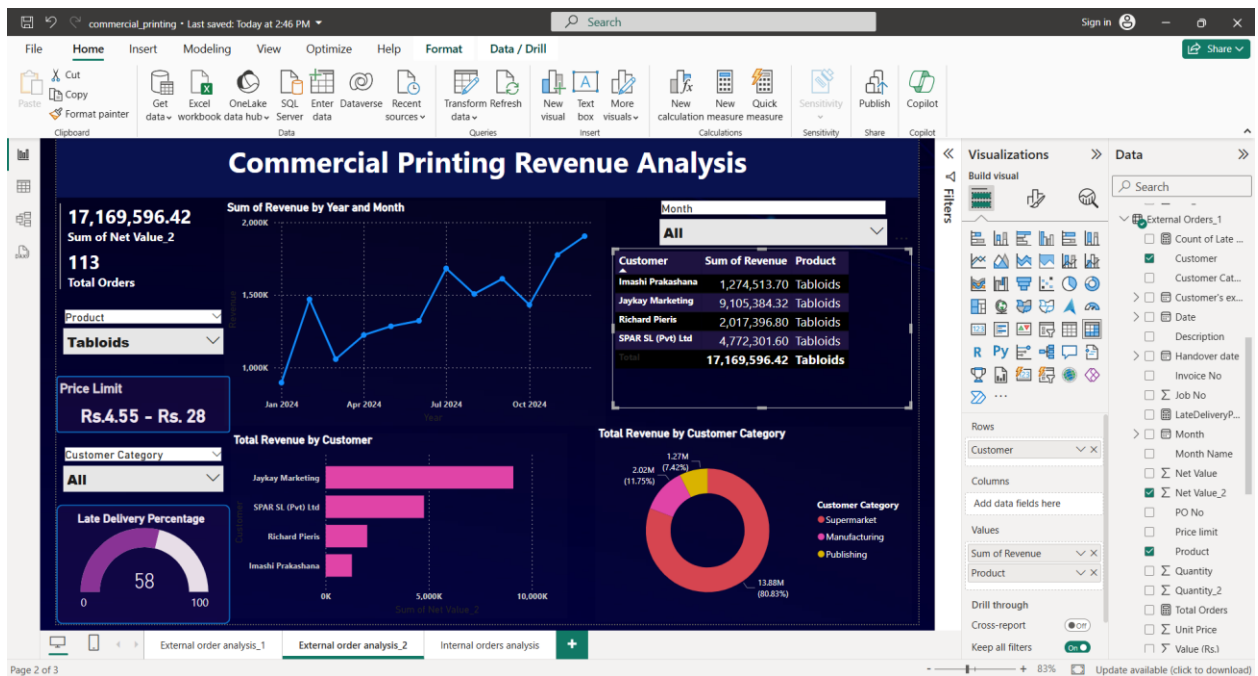 commercial_printing • Last saved: Today at 2:46 PM
Search
Sign in
File Home Insert Modeling View Optimize Help Format Data / Drill
Share
Paste
Cut
Copy
Format painter
Get data
Excel workbook
OneLake data hub
SQL Server
Enter data
Dataverse
Recent sources
Transform data
Refresh
New visual
Text box
More visuals
New calculation
New measure
Quick measure
Sensitivity
Publish
Copilot
Clipboard
Data
Queries
Insert
Calculations
Sensitivity
Share
Copilot
Commercial Printing Revenue Analysis
17,169,596.42
Sum of Net Value_2
113
Total Orders
Product
Tabloids
Price Limit
Rs.4.55 - Rs. 28
Customer Category
All
Late Delivery Percentage
58
0 100
Sum of Revenue by Year and Month
2,000K
1,500K
1,000K
Revenue
Jan 2024 Apr 2024 Jul 2024 Oct 2024
Year
Month
All
Customer Sum of Revenue Product
Imashi Prakashana 1,274,513.70 Tabloids
Jaykay Marketing 9,105,384.32 Tabloids
Richard Pieris 2,017,396.80 Tabloids
SPAR SL (Pvt) Ltd 4,772,301.60 Tabloids
Total 17,169,596.42 Tabloids
Total Revenue by Customer
Customer
Jaykay Marketing
SPAR SL (Pvt) Ltd
Richard Pieris
Imashi Prakashana
0K 5,000K 10,000K
Sum of Net Value_2
Total Revenue by Customer Category
1.27M
(7.42%)
2.02M
(11.75%)
13.88M
(80.83%)
Customer Category
Supermarket
Manufacturing
Publishing
Filters
Visualizations
Build visual
R Py
Rows
Customer
Columns
Add data fields here
Values
Sum of Revenue
Product
Drill through
Cross-report Off
Keep all filters On
Data
Search
External Orders_1
Count of Late ...
Customer
Customer Cat...
Customer's ex...
Date
Description
Handover date
Invoice No
Job No
LateDeliveryP...
Month
Month Name
Net Value
Net Value_2
PO No
Price limit
Product
Quantity
Quantity_2
Total Orders
Unit Price
Value (Rs.)
External order analysis_1 External order analysis_2 Internal orders analysis
Page 2 of 3
83%
Update available (click to download)